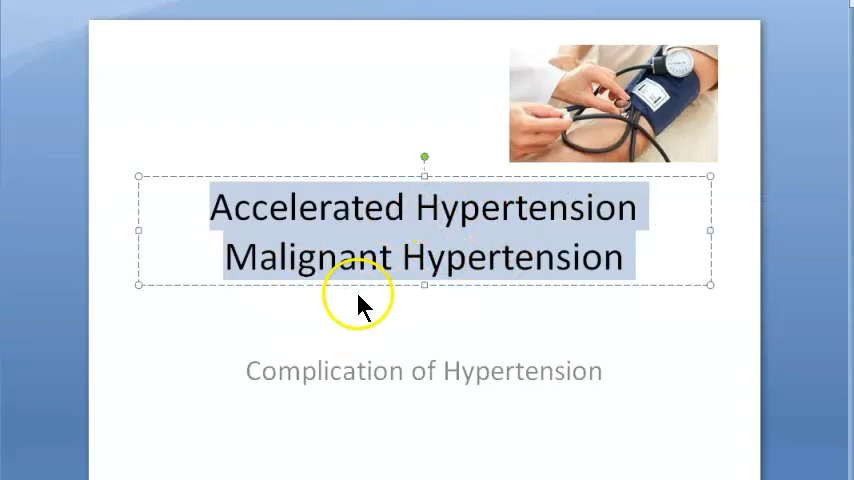 Accelerated Hypertension
Malignant Hypertension
Complication of Hypertension